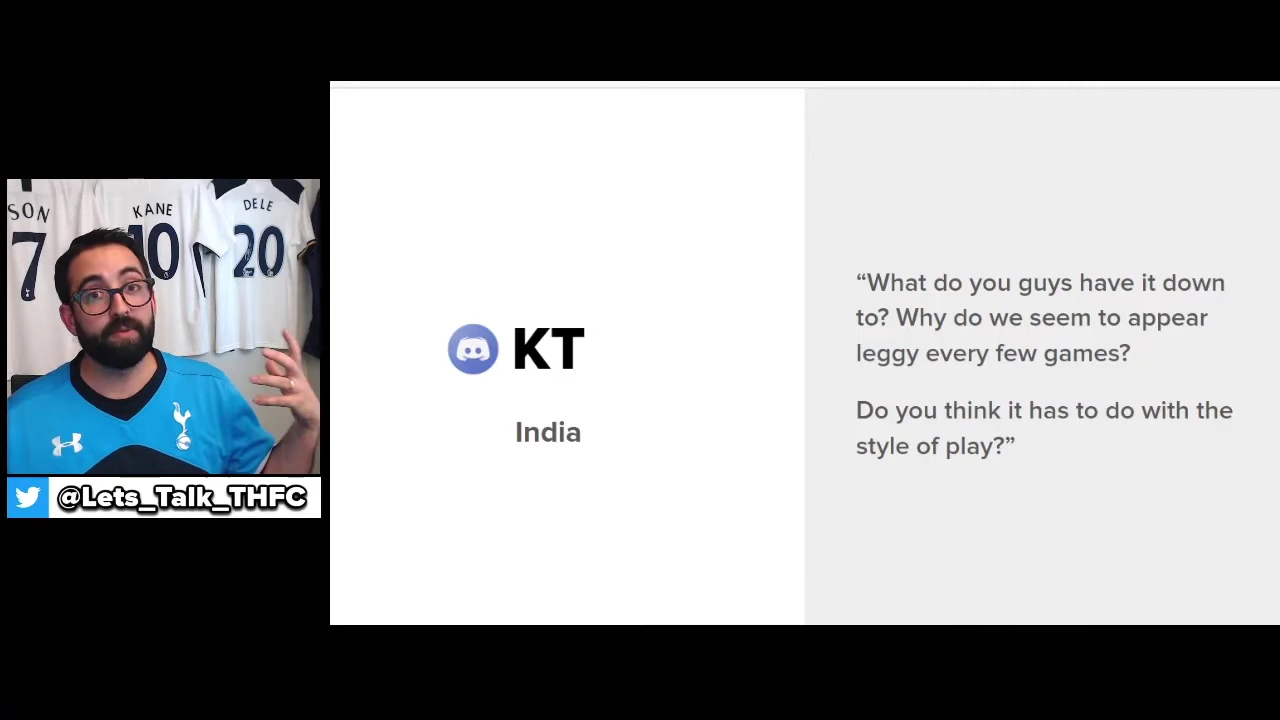 SON
7
KANE
10
DELE
20
@Lets_Talk_THFC
KT
India
“What do you guys have it down
to? Why do we seem to appear
leggy every few games?
Do you think it has to do with the
style of play?”